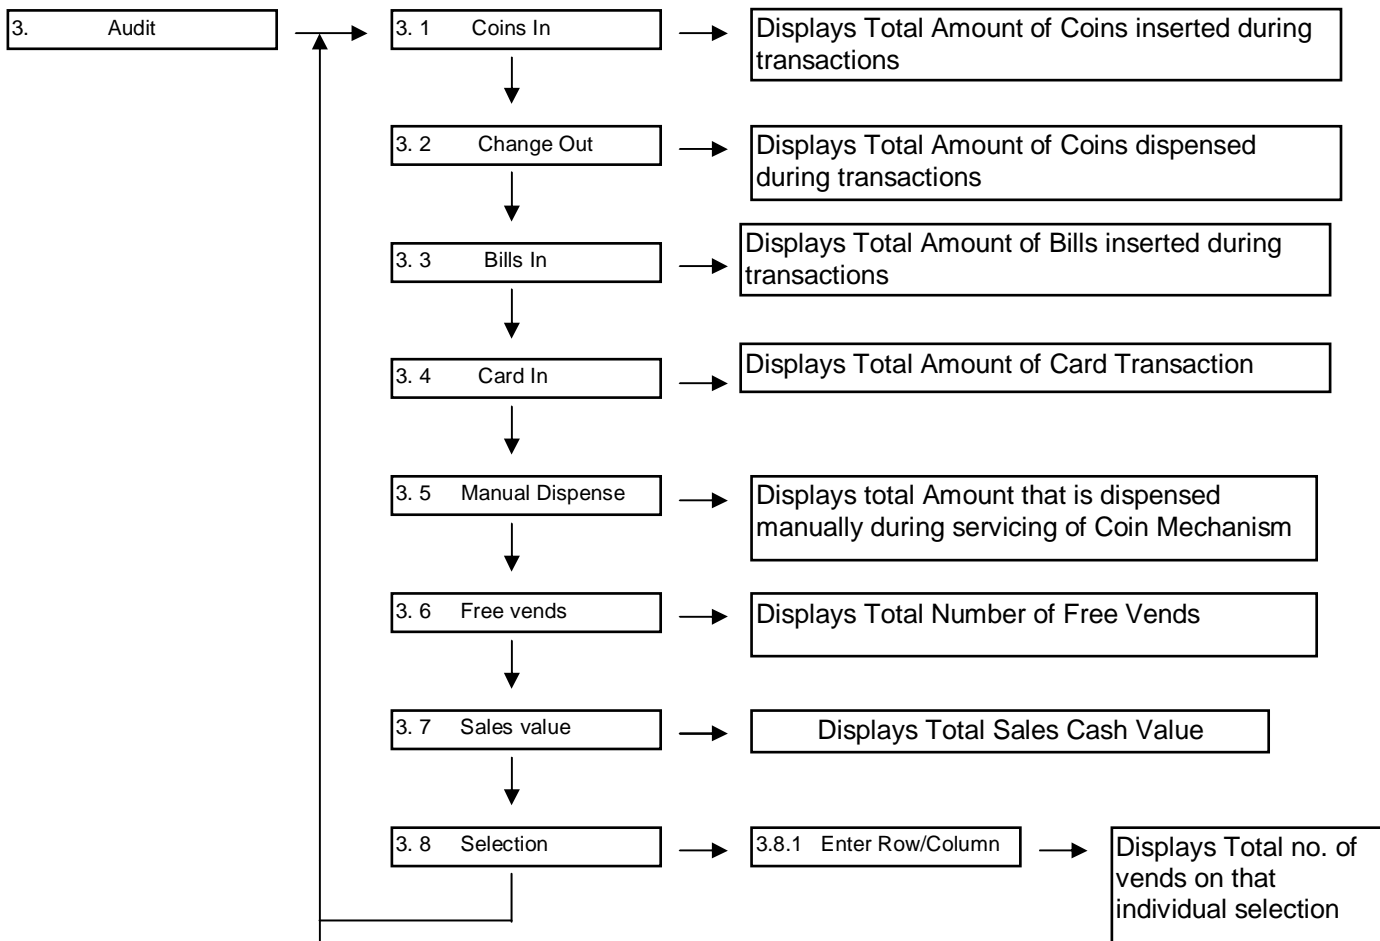 3. Audit
3. 1 Coins In
Displays Total Amount of Coins inserted during
transactions
3. 2 Change Out
Displays Total Amount of Coins dispensed
during transactions
3. 3 Bills In
Displays Total Amount of Bills inserted during
transactions
3. 4 Card In
Displays Total Amount of Card Transaction
3. 5 Manual Dispense
Displays total Amount that is dispensed
manually during servicing of Coin Mechanism
3. 6 Free vends
Displays Total Number of Free Vends
3. 7 Sales value
Displays Total Sales Cash Value
3. 8 Selection
3.8.1 Enter Row/Column
Displays Total no. of
vends on that
individual selection